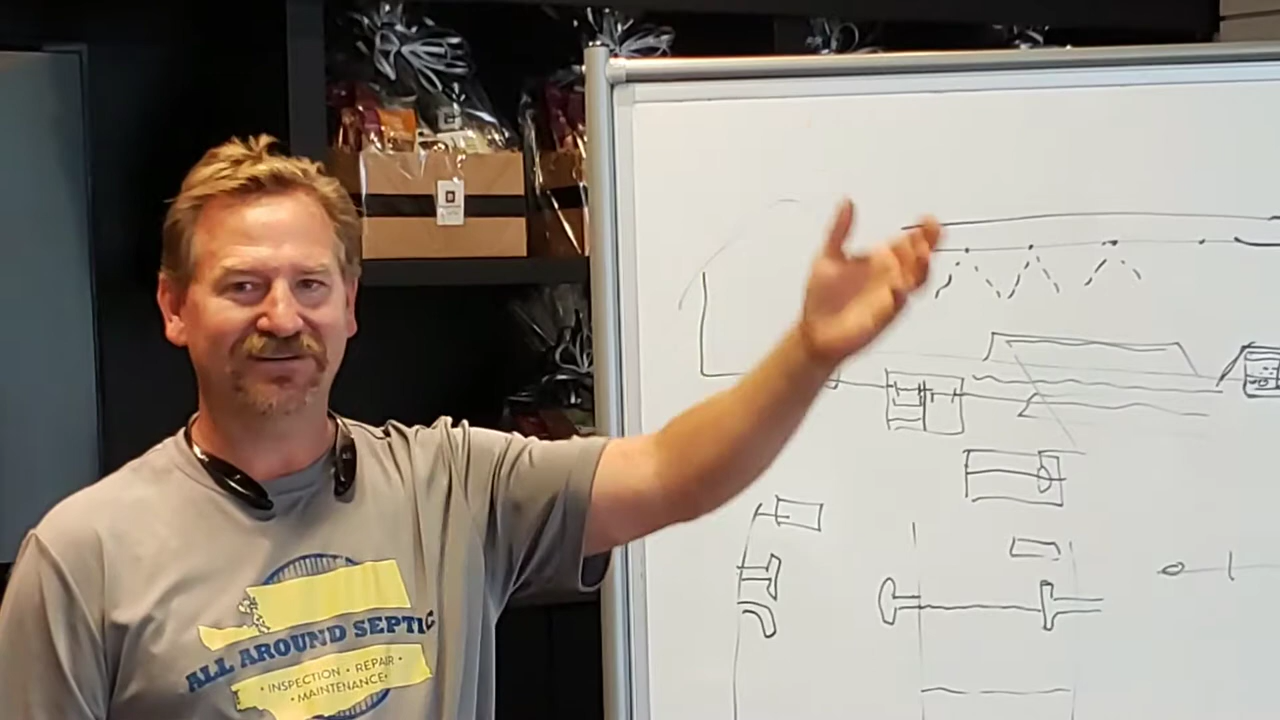 ALL AROUND SEPTIC
• INSPECTION • REPAIR •
• MAINTENANCE •